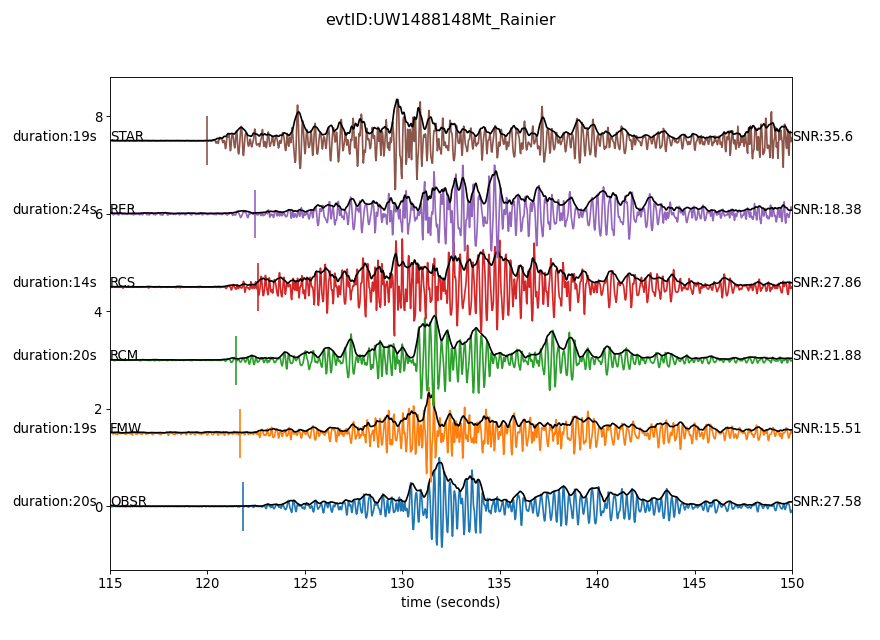 evtID:UW1488148Mt_Rainier
8
duration:19s STAR SNR:35.6
duration:24s RER SNR:18.38
6
duration:14s RCS SNR:27.86
4
duration:20s RCM SNR:21.88
2
duration:19s FMW SNR:15.51
duration:20s OBSR SNR:27.58
0
115 120 125 130 135 140 145 150
time (seconds)